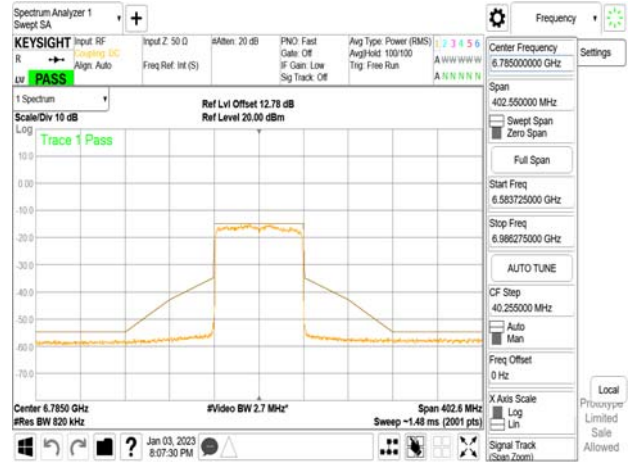 Spectrum Analyzer 1
Swept SA
Frequency
KEYSIGHT Input: RF Input Z: 50 Ω #Atten: 20 dB PNO: Fast Avg Type: Power (RMS) 1 2 3 4 5 6
R Coupling: DC Gate: Off Avg|Hold: 100/100 A W W W W W
Align: Auto Freq Ref: Int (S) IF Gain: Low Trig: Free Run
LV PASS Sig Track: Off A N N N N N
1 Spectrum
Ref Lvl Offset 12.78 dB
Scale/Div 10 dB Ref Level 20.00 dBm
Log
Trace 1 Pass
10.0
0.00
-10.0
-20.0
-30.0
-40.0
-50.0
-60.0
-70.0
Center 6.7850 GHz #Video BW 2.7 MHz* Span 402.6 MHz
#Res BW 820 kHz Sweep ~1.48 ms (2001 pts)
Jan 03, 2023
8:07:30 PM
?
Center Frequency
6.785000000 GHz
Settings
Span
402.550000 MHz
Swept Span
Zero Span
Full Span
Start Freq
6.583725000 GHz
Stop Freq
6.986275000 GHz
AUTO TUNE
CF Step
40.255000 MHz
Auto
Man
Freq Offset
0 Hz
X Axis Scale
Log
Lin
Signal Track
(Span Zoom)
Local
Prototype
Limited
Sale
Allowed